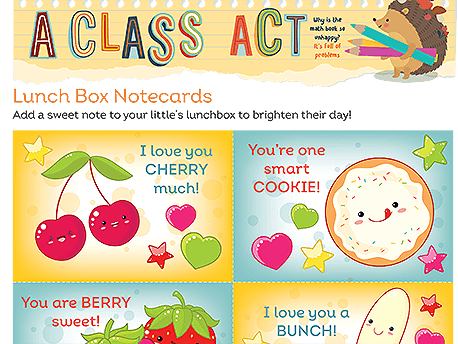 A CLASS ACT
Why is the
math book so
unhappy?
It's full of
problems
Lunch Box Notecards
Add a sweet note to your little's lunchbox to brighten their day!
I love you
CHERRY
much!
You're one
smart
COOKIE!
You are BERRY
sweet!
I love you a
BUNCH!